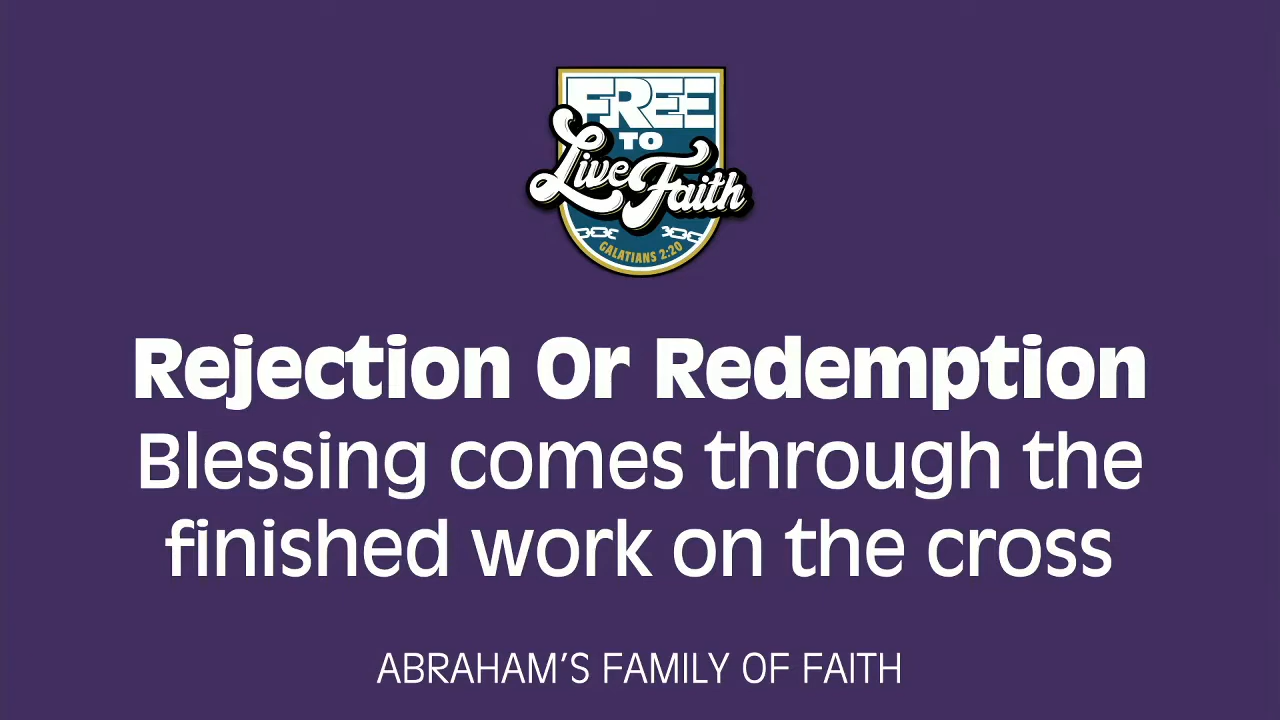 FREE
TO
Live Faith
GALATIANS 2:20
Rejection Or Redemption
Blessing comes through the
finished work on the cross
ABRAHAM'S FAMILY OF FAITH